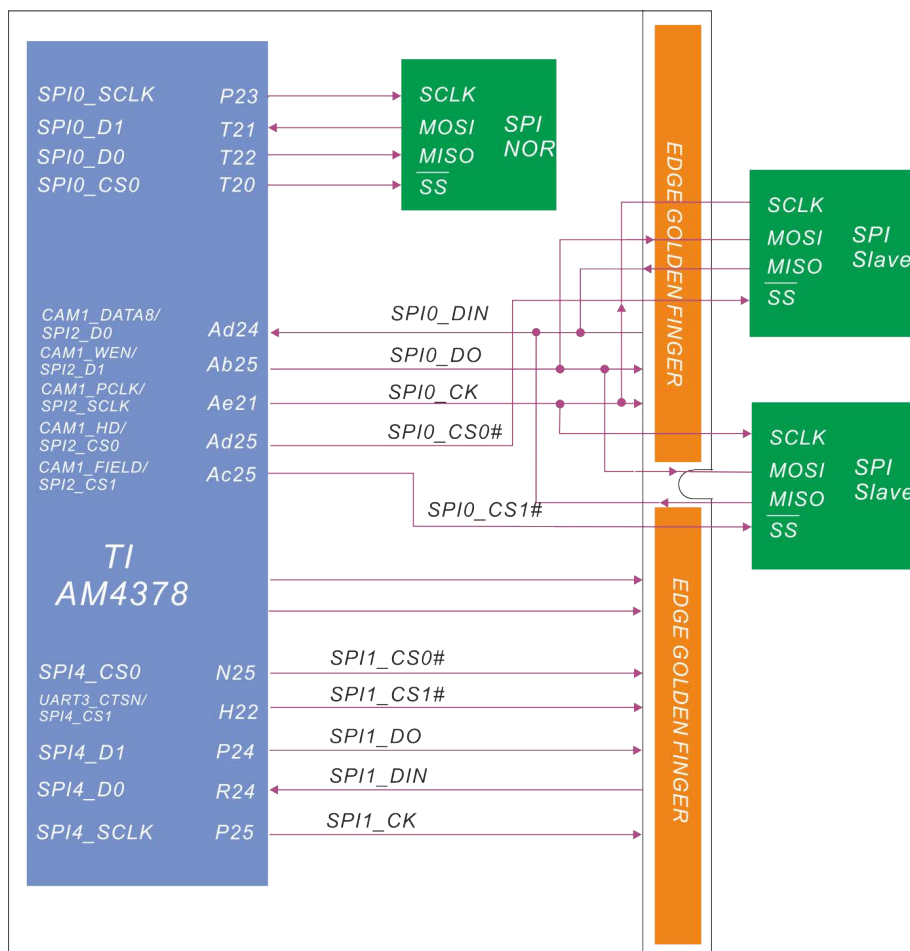 SPI0_SCLK P23
SPI0_D1 T21
SPI0_D0 T22
SPI0_CS0 T20
SCLK
MOSI
MISO
SS
SPI
NOR
CAM1_DATA8/
SPI2_D0
Ad24
CAM1_WEN/
SPI2_D1
Ab25
CAM1_PCLK/
SPI2_SCLK
Ae21
CAM1_HD/
SPI2_CS0
Ad25
CAM1_FIELD/
SPI2_CS1
Ac25
SPI0_DIN
SPI0_DO
SPI0_CK
SPI0_CS0#
SPI0_CS1#
EDGE GOLDEN FINGER
SCLK
MOSI
MISO
SS
SPI
Slave
SCLK
MOSI
MISO
SS
SPI
Slave
TI
AM4378
SPI4_CS0 N25
UART3_CTSN/
SPI4_CS1
H22
SPI4_D1 P24
SPI4_D0 R24
SPI4_SCLK P25
SPI1_CS0#
SPI1_CS1#
SPI1_DO
SPI1_DIN
SPI1_CK
EDGE GOLDEN FINGER